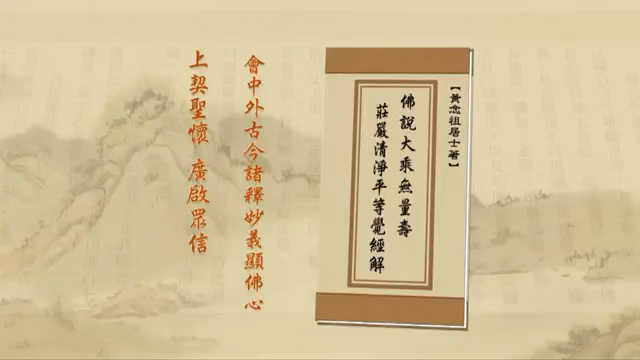 【黃念祖居士著】
佛說大乘無量壽
莊嚴清淨平等覺經解
會中外古今諸釋妙義顯佛心
上契聖懷 廣啟眾信